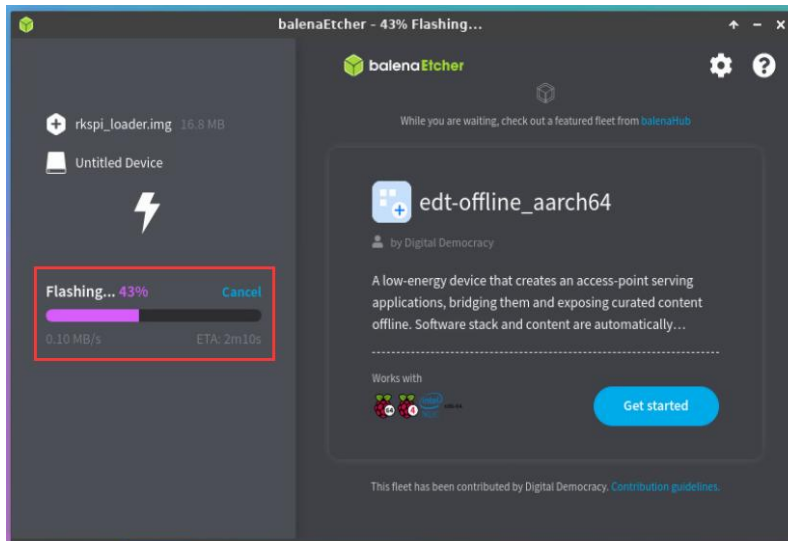 balenaEtcher - 43% Flashing...
balenaEtcher
rkspi_loader.img 16.8 MB
While you are waiting, check out a featured fleet from balenaHub
Untitled Device
edt-offline_aarch64
by Digital Democracy
Flashing... 43% Cancel
0.10 MB/s ETA: 2m10s
A low-energy device that creates an access-point serving
applications, bridging them and exposing curated content
offline. Software stack and content are automatically...
Works with
64
4
Get started
This fleet has been contributed by Digital Democracy. Contribution guidelines.